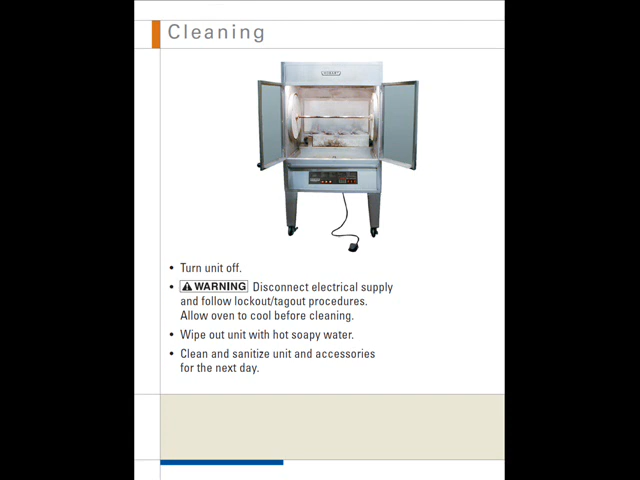 Cleaning
HOBART
• Turn unit off.
• ⚠ WARNING Disconnect electrical supply
and follow lockout/tagout procedures.
Allow oven to cool before cleaning.
• Wipe out unit with hot soapy water.
• Clean and sanitize unit and accessories
for the next day.